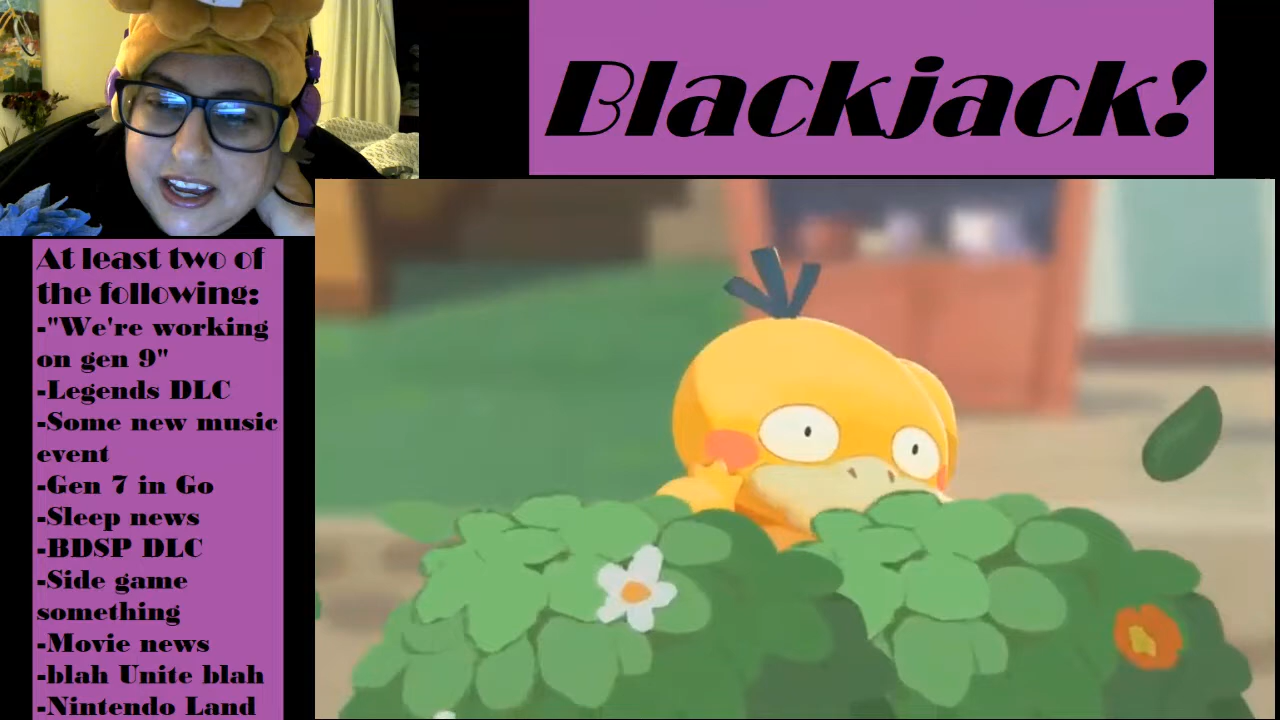 Blackjack!
At least two of
the following:
-"We're working
on gen 9"
-Legends DLC
-Some new music
event
-Gen 7 in Go
-Sleep news
-BDSP DLC
-Side game
something
-Movie news
-blah Unite blah
-Nintendo Land